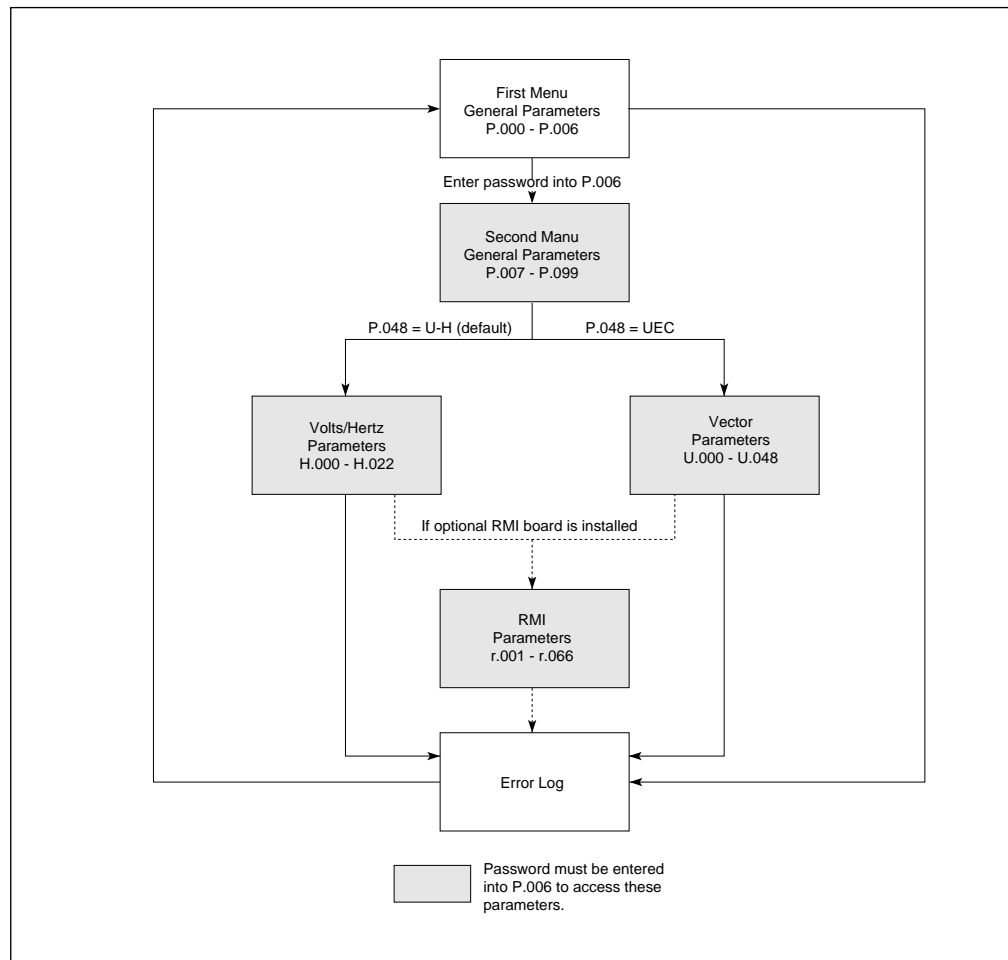 First Menu
General Parameters
P.000 - P.006
Enter password into P.006
Second Manu
General Parameters
P.007 - P.099
P.048 = U-H (default)
P.048 = UEC
Volts/Hertz
Parameters
H.000 - H.022
Vector
Parameters
U.000 - U.048
If optional RMI board is installed
RMI
Parameters
r.001 - r.066
Error Log
Password must be entered
into P.006 to access these
parameters.